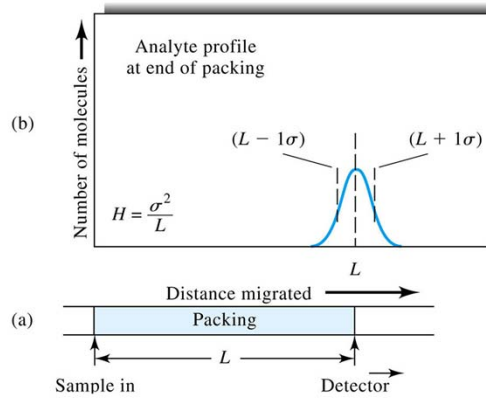 Analyte profile
at end of packing
Number of molecules
(b)
(L − 1σ)
(L + 1σ)
H = σ²/L
L
Distance migrated
(a)
Packing
L
Sample in
Detector